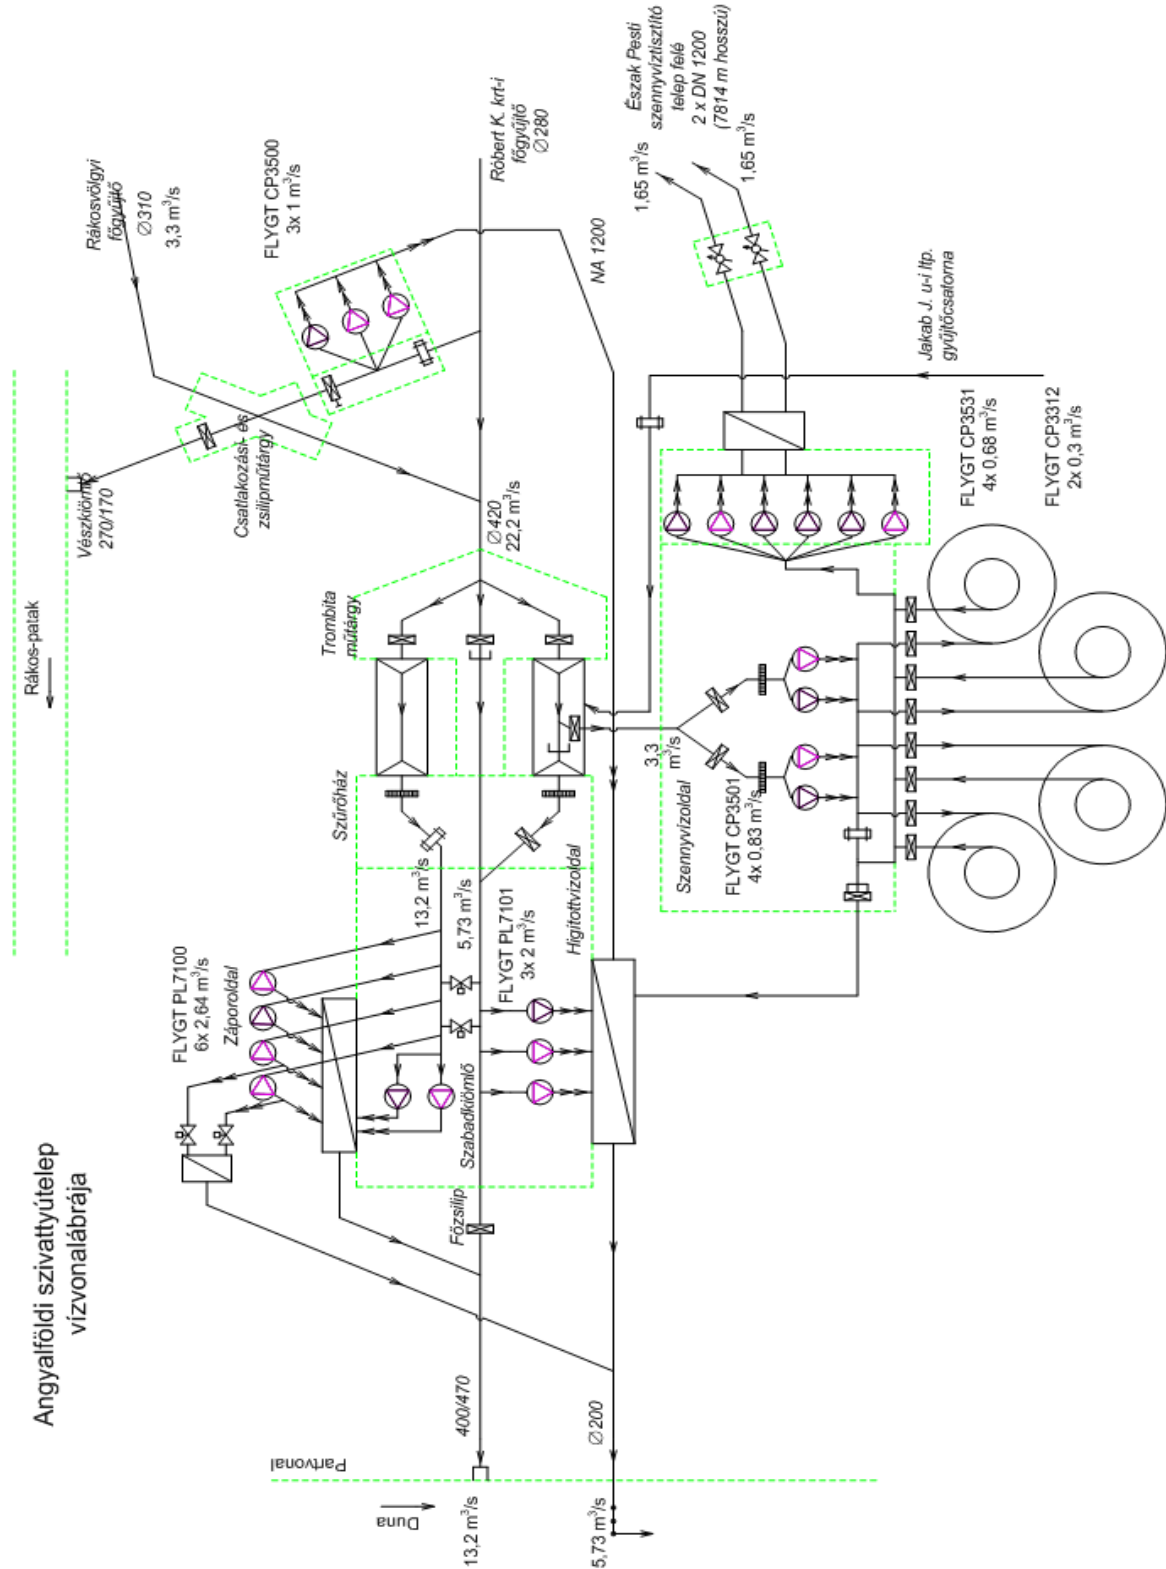 Angyalföldi szivattyútelep
vízvonalábrája
Rákos-patak
Vészkiömlő
270/170
Rákosvölgyi
főgyűjtő
∅310
3,3 m³/s
FLYGT CP3500
3x 1 m³/s
Csatlakozási- és
zsilipműtárgy
Róbert K. krt-i
főgyűjtő
∅280
NA 1200
∅420
22,2 m³/s
Trombita
műtárgy
Szűrőház
13,2 m³/s
5,73 m³/s
FLYGT PL7100
6x 2,64 m³/s
Záporoldal
FLYGT PL7101
3x 2 m³/s
Higítottvízoldal
Szabadkiömlő
Főzsilip
400/470
∅200
Partvonal
Duna
13,2 m³/s
5,73 m³/s
Észak Pesti
szennyvíztisztító
telep felé
2 x DN 1200
(7814 m hosszú)
1,65 m³/s
1,65 m³/s
Jakab J. u-i ltp.
gyűjtőcsatorna
FLYGT CP3531
4x 0,68 m³/s
FLYGT CP3312
2x 0,3 m³/s
3,3
m³/s
Szennyvízoldal
FLYGT CP3501
4x 0,83 m³/s